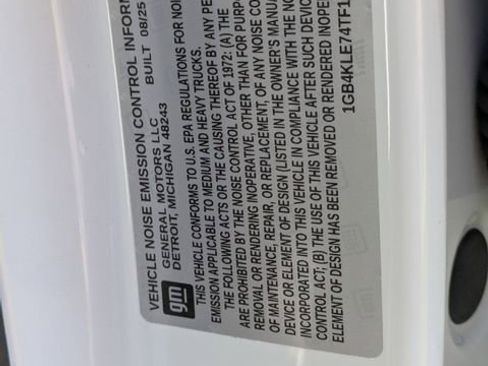 VEHICLE NOISE EMISSION CONTROL INFORM
GENERAL MOTORS LLC BUILT 08/25
DETROIT, MICHIGAN 48243
gm
THIS VEHICLE CONFORMS TO U.S. EPA REGULATIONS FOR NOI
EMISSION APPLICABLE TO MEDIUM AND HEAVY TRUCKS.
THE FOLLOWING ACTS OR THE CAUSING THEREOF BY ANY PE
ARE PROHIBITED BY THE NOISE CONTROL ACT OF 1972: (A) THE
REMOVAL OR RENDERING INOPERATIVE, OTHER THAN FOR PURPO
OF MAINTENANCE, REPAIR, OR REPLACEMENT, OF ANY NOISE CO
DEVICE OR ELEMENT OF DESIGN (LISTED IN THE OWNER'S MANUA
INCORPORATED INTO THIS VEHICLE IN COMPLIANCE WITH THE NO
CONTROL ACT; (B) THE USE OF THIS VEHICLE AFTER SUCH DEVIC
ELEMENT OF DESIGN HAS BEEN REMOVED OR RENDERED INOPE
1GB4KLE74TF1